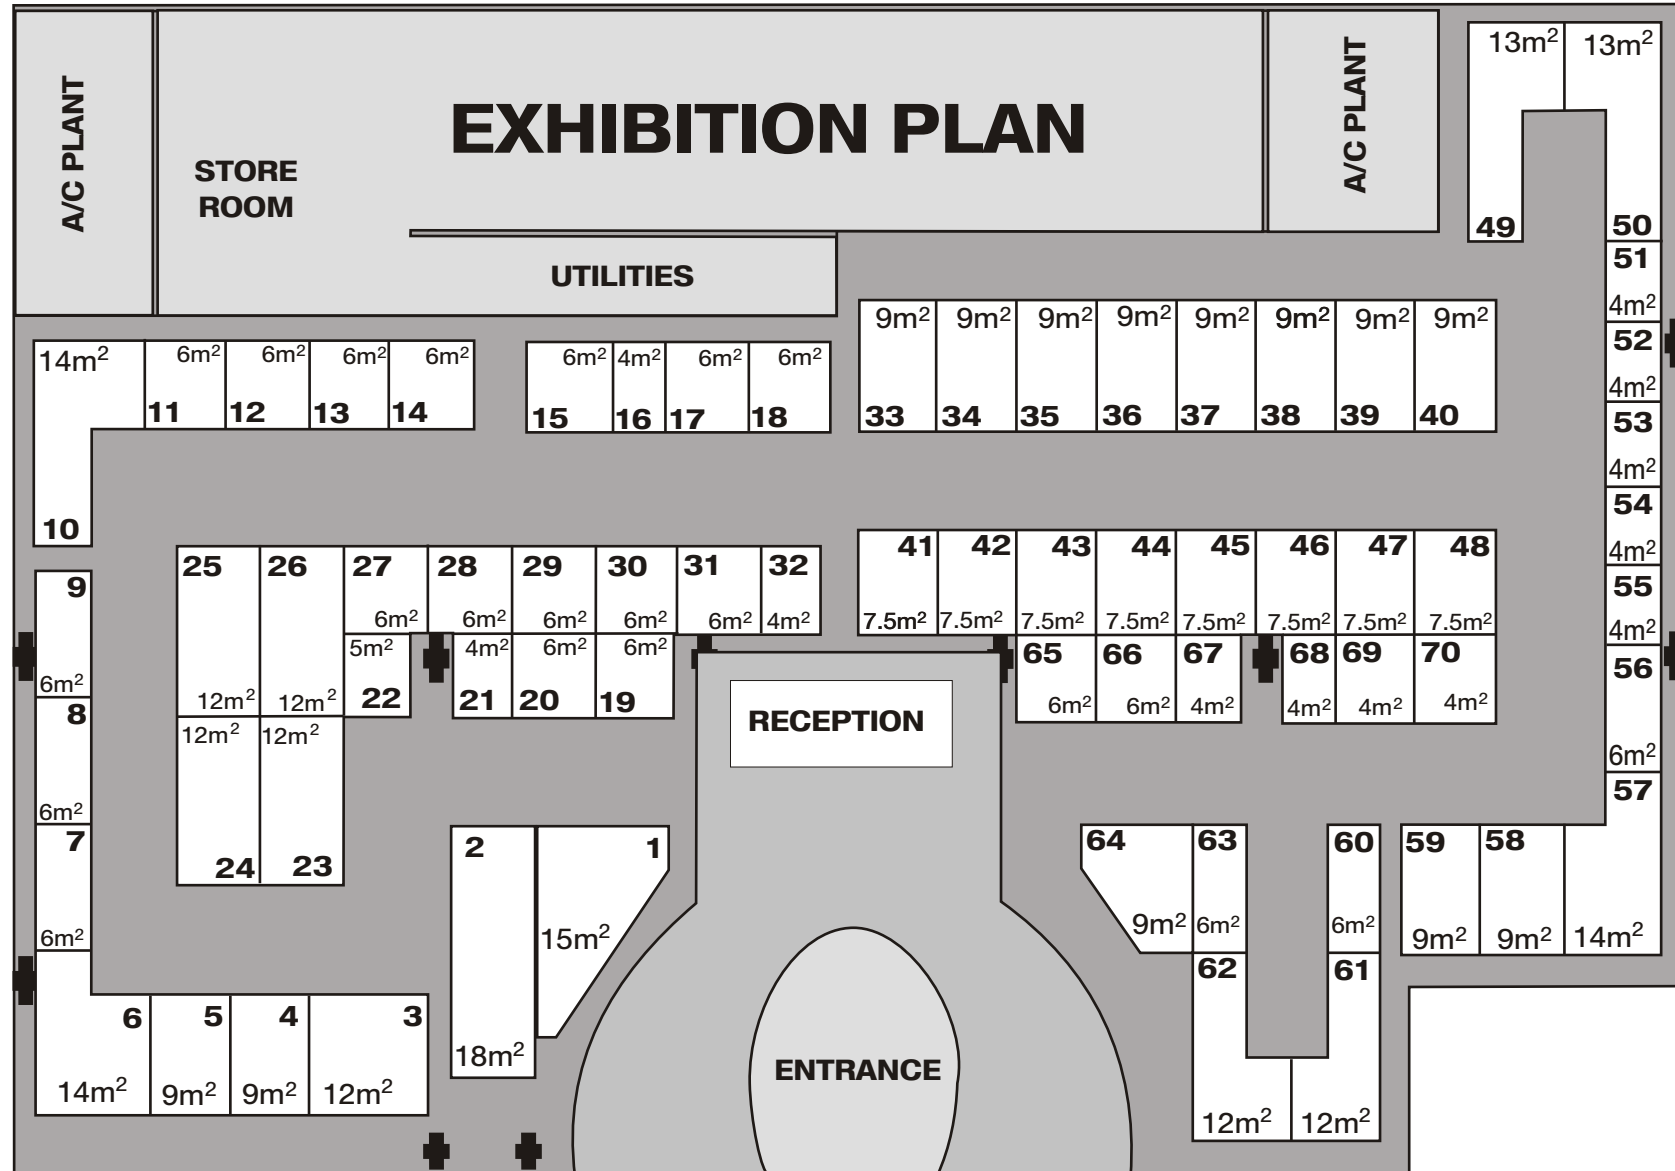 EXHIBITION PLAN
A/C PLANT
STORE
ROOM
UTILITIES
A/C PLANT
13m² 13m²
49 50
51
4m²
52
4m²
53
4m²
54
4m²
55
4m²
56
6m²
57
14m²
9m² 9m² 9m² 9m² 9m² 9m² 9m² 9m²
33 34 35 36 37 38 39 40
14m² 6m² 6m² 6m² 6m²
11 12 13 14
10
6m² 4m² 6m² 6m²
15 16 17 18
9
6m²
8
6m²
7
6m²
25 26 27 28 29 30 31 32
6m² 6m² 6m² 6m² 6m² 4m²
12m² 12m²
5m² 4m² 6m² 6m²
22 21 20 19
12m² 12m²
24 23
41 42 43 44 45 46 47 48
7.5m² 7.5m² 7.5m² 7.5m² 7.5m² 7.5m² 7.5m² 7.5m²
65 66 67 68 69 70
6m² 6m² 4m² 4m² 4m² 4m²
RECEPTION
2 1
15m²
18m²
64 63 60 59 58
9m² 6m² 6m² 9m² 9m²
62 61
12m² 12m²
6 5 4 3
14m² 9m² 9m² 12m²
ENTRANCE